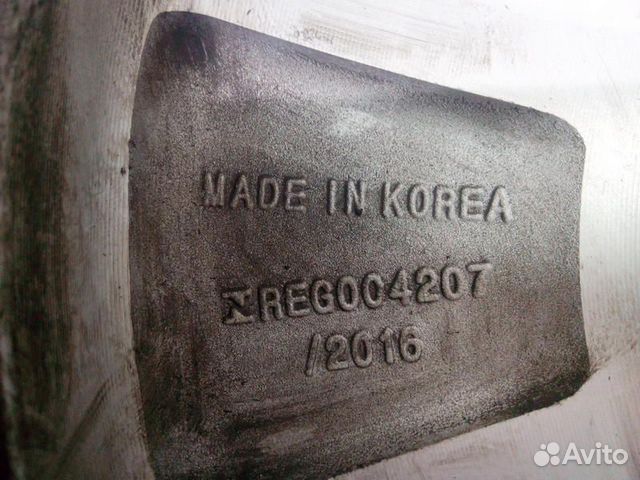 MADE IN KOREA
REG004207
/2016
Avito